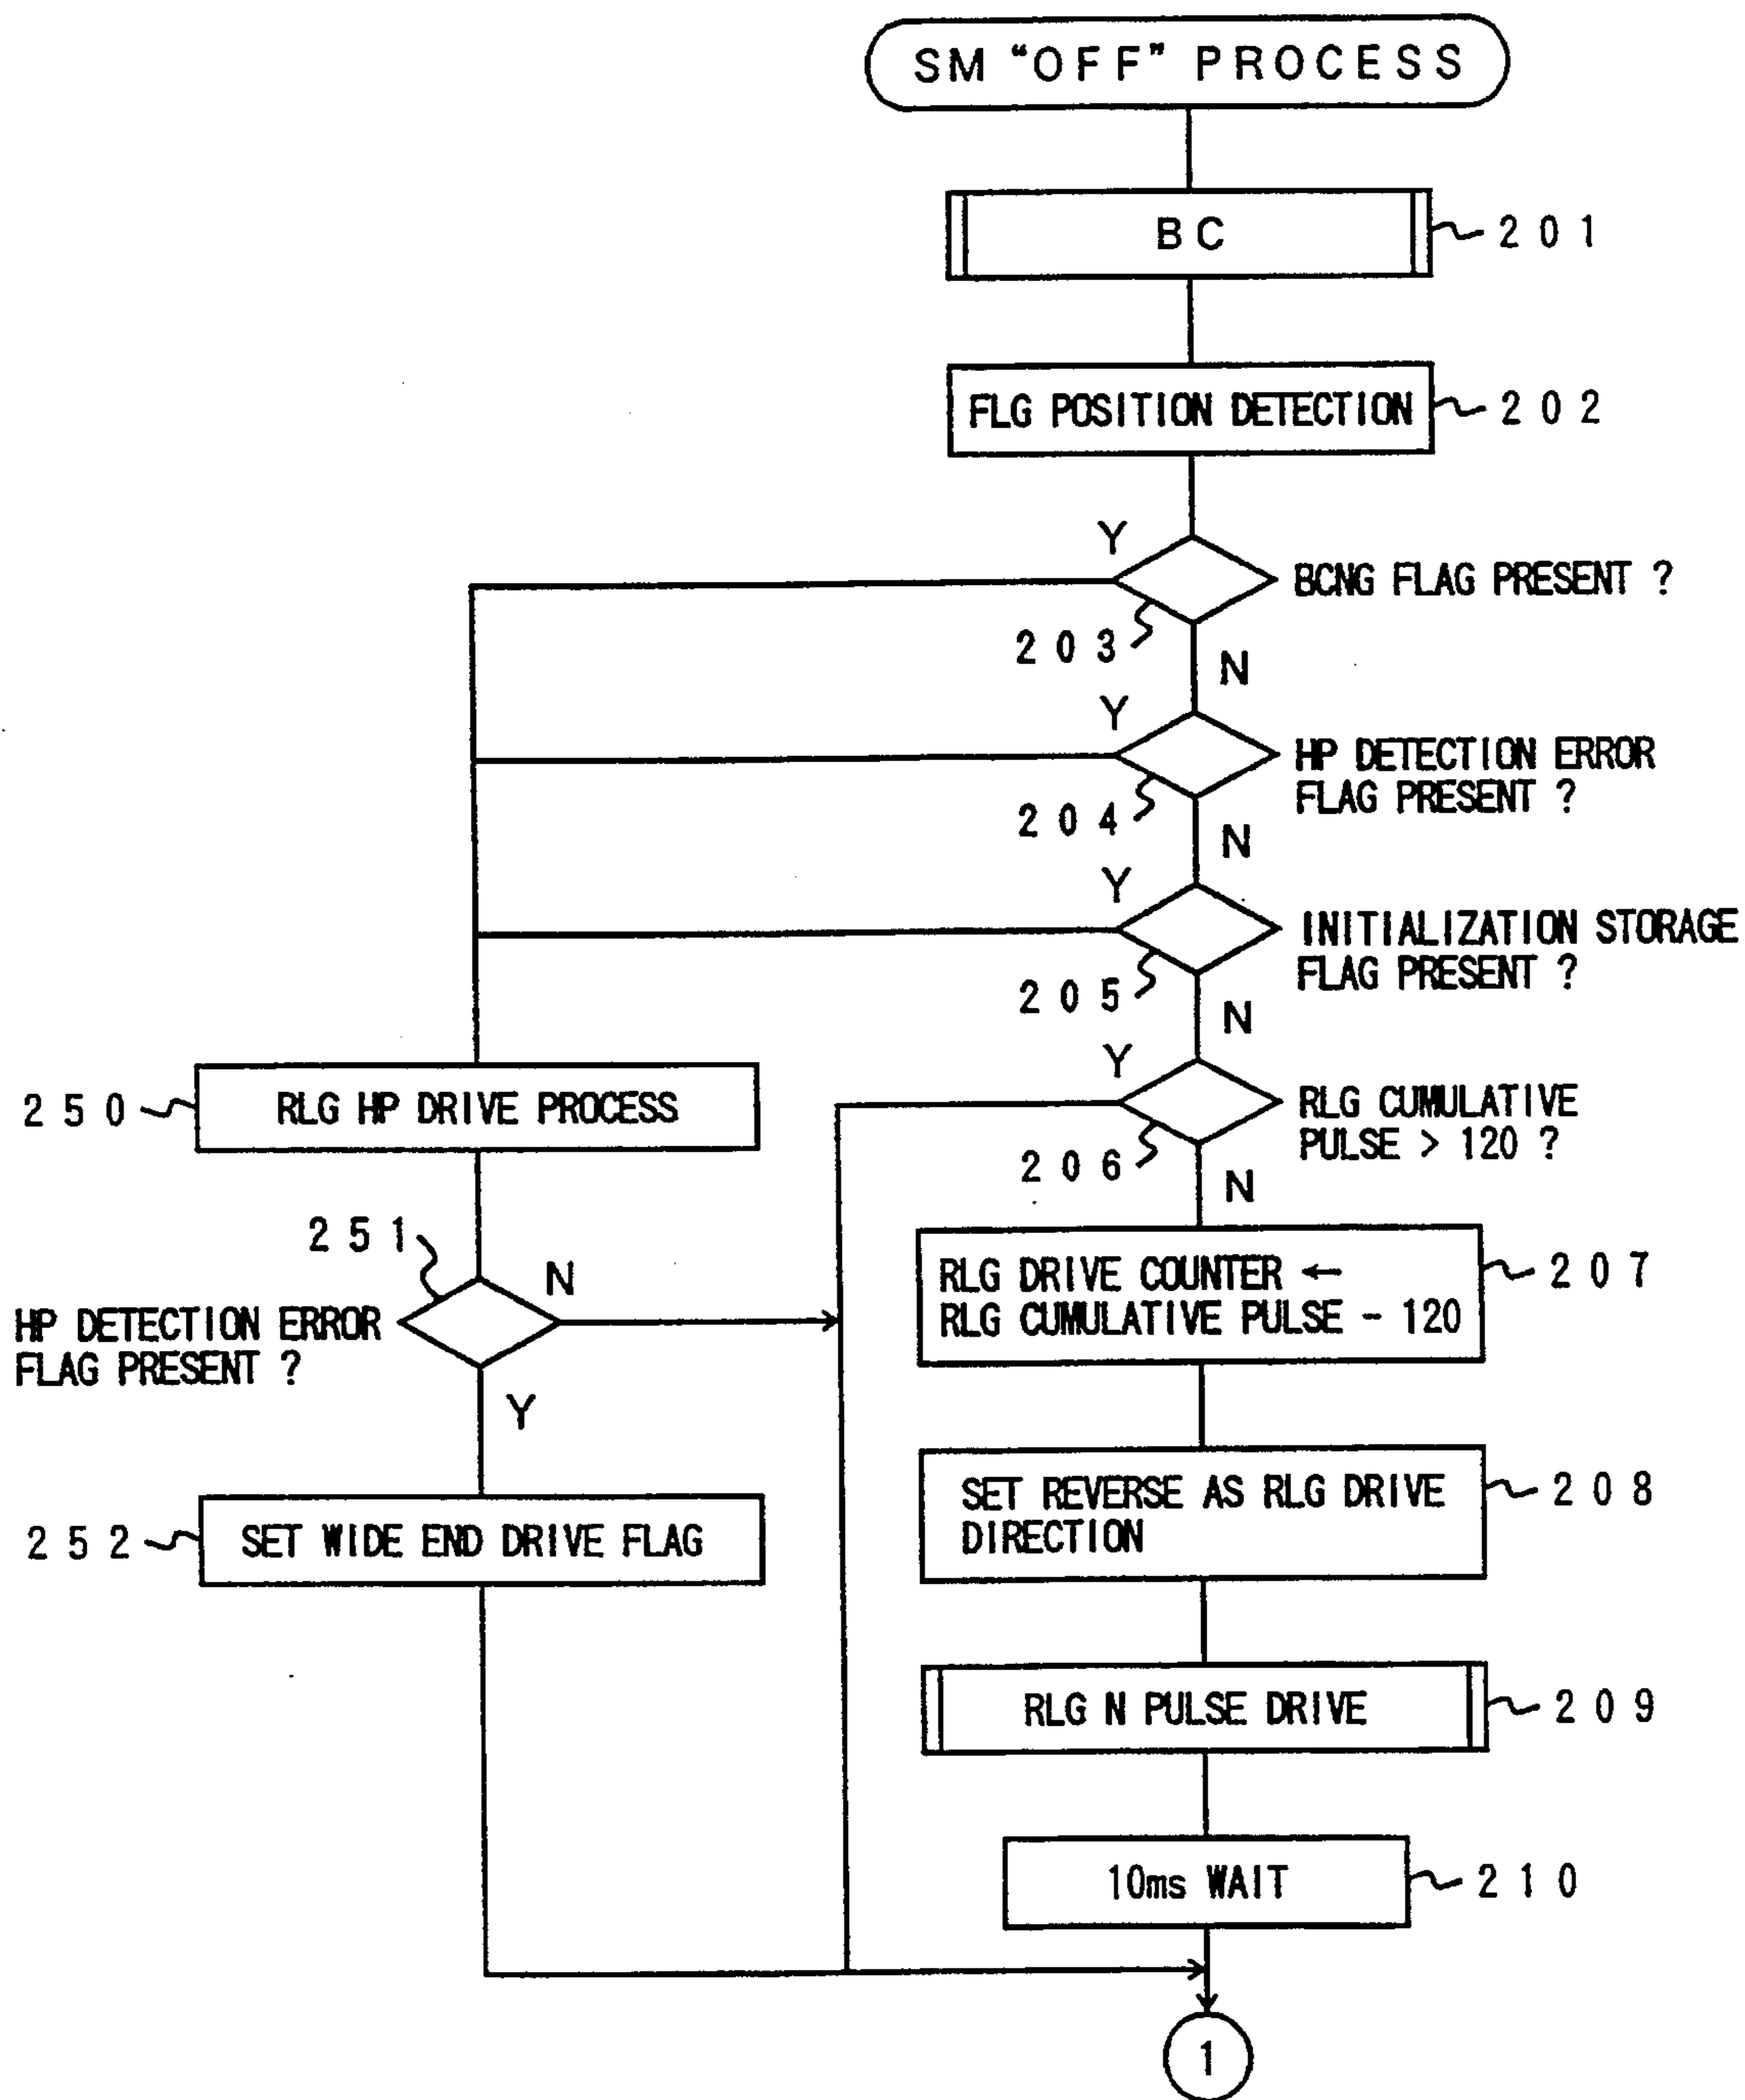 SM “OFF” PROCESS
BC
201
FLG POSITION DETECTION
202
Y
BCNG FLAG PRESENT ?
203
N
Y
HP DETECTION ERROR
FLAG PRESENT ?
204
N
Y
INITIALIZATION STORAGE
FLAG PRESENT ?
205
N
Y
RLG CUMULATIVE
PULSE > 120 ?
206
N
250
RLG HP DRIVE PROCESS
251
N
HP DETECTION ERROR
FLAG PRESENT ?
Y
RLG DRIVE COUNTER ←
RLG CUMULATIVE PULSE - 120
207
SET REVERSE AS RLG DRIVE
DIRECTION
208
252
SET WIDE END DRIVE FLAG
RLG N PULSE DRIVE
209
10ms WAIT
210
1